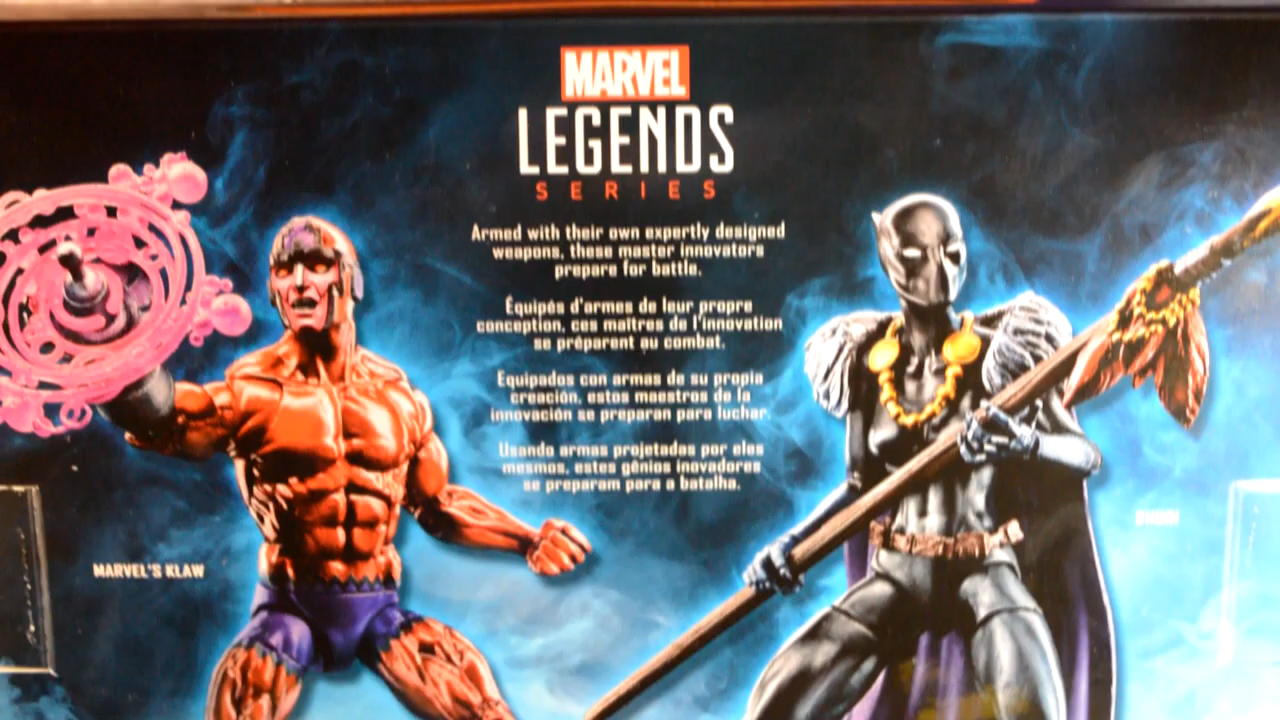 MARVEL
LEGENDS
SERIES
Armed with their own expertly designed
weapons, these master innovators
prepare for battle.
Équipés d'armes de leur propre
conception, ces maîtres de l'innovation
se préparent au combat.
Equipados con armas de su propia
creación, estos maestros de la
innovación se preparan para luchar.
Usando armas projetadas por eles
mesmos, estes gênios inovadores
se preparam para a batalha.
MARVEL'S KLAW